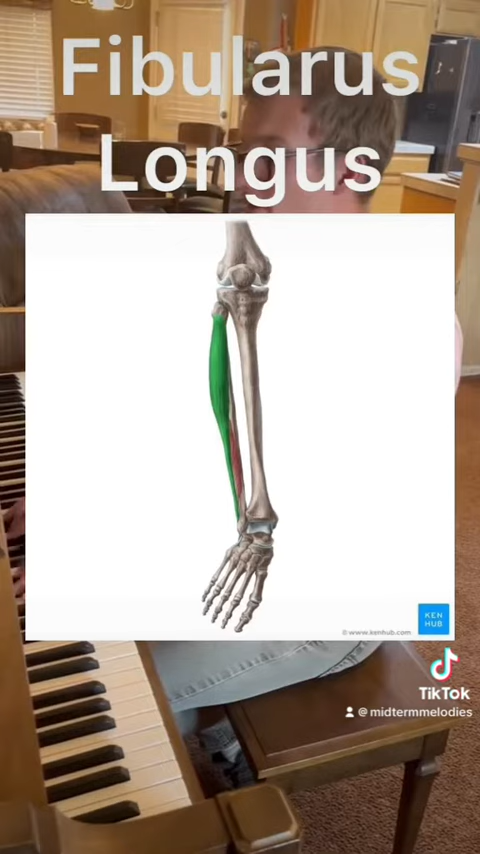 Fibularus
Longus
© www.kenhub.com
KEN
HUB
TikTok
@midtermmelodies